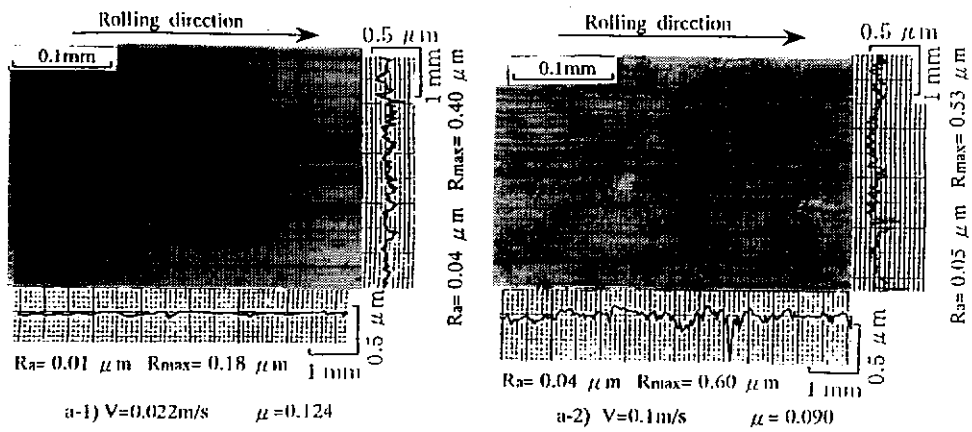 Rolling direction
0.1mm
0.5 μm
1 mm
Ra= 0.04 μm Rmax= 0.40 μm
0.5 μm
1 mm
Ra= 0.01 μm Rmax= 0.18 μm
a-1) V=0.022m/s μ=0.124
Rolling direction
0.1mm
0.5 μm
1 mm
Ra= 0.05 μm Rmax= 0.53 μm
0.5 μm
1 mm
Ra= 0.04 μm Rmax= 0.60 μm
a-2) V=0.1m/s μ= 0.090